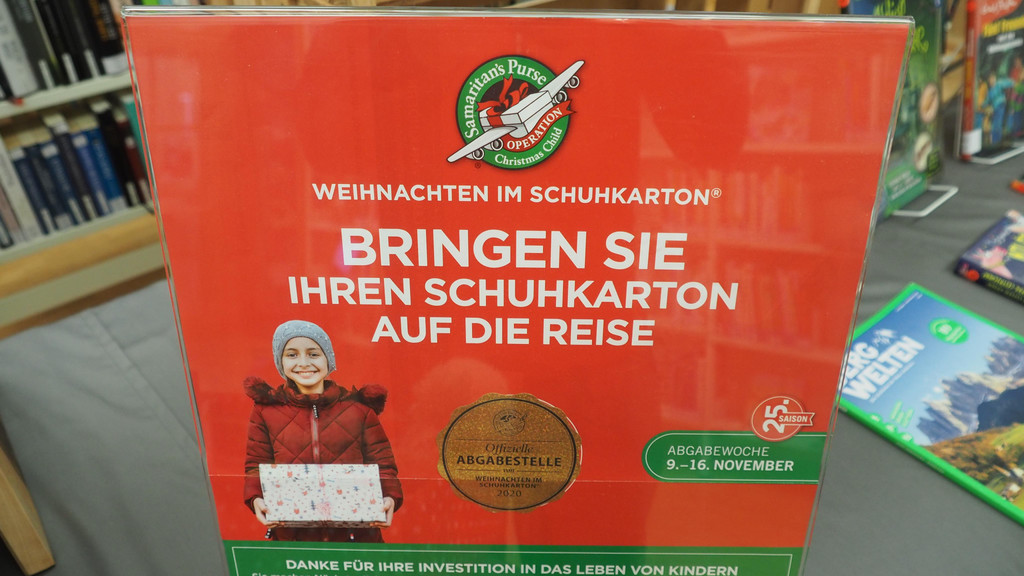 Samaritan's Purse
OPERATION
Christmas Child
WEIHNACHTEN IM SCHUHKARTON®
BRINGEN SIE
IHREN SCHUHKARTON
AUF DIE REISE
25.
SAISON
Offizielle
ABGABESTELLE
WEIHNACHTEN IM
SCHUHKARTON®
2020
ABGABEWOCHE
9.–16. NOVEMBER
DANKE FÜR IHRE INVESTITION IN DAS LEBEN VON KINDERN
WELTEN